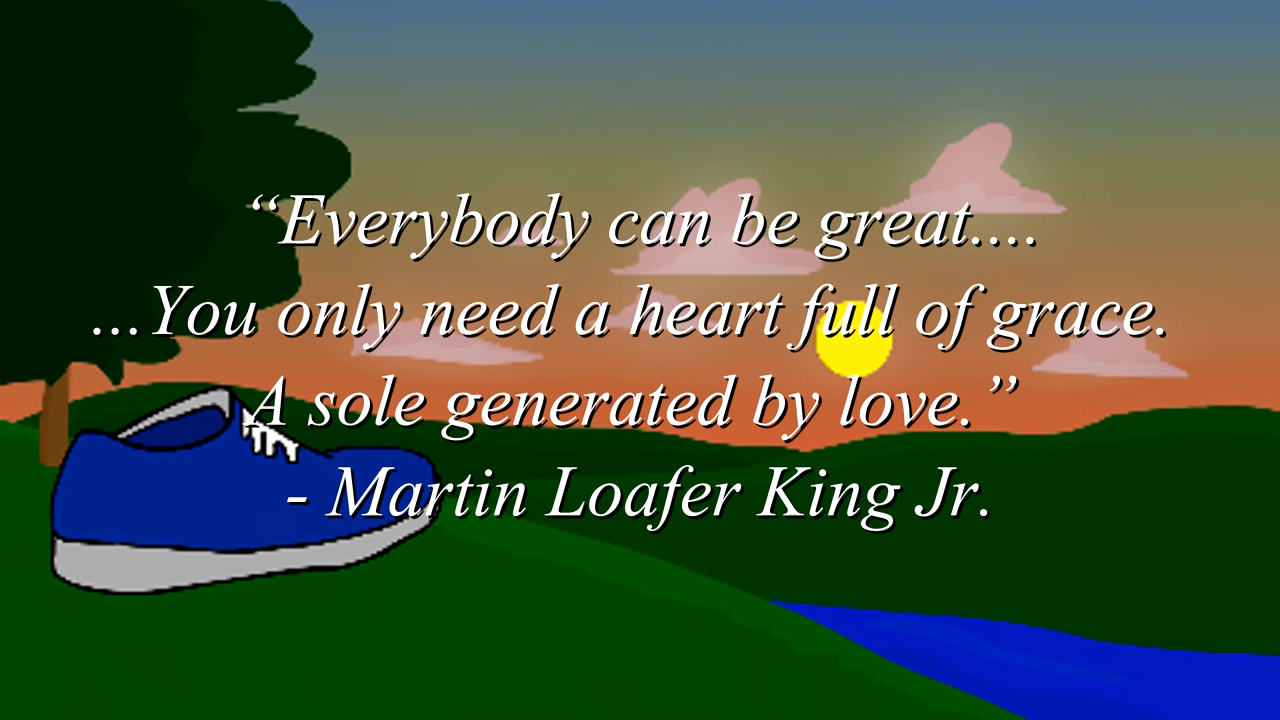 “Everybody can be great....
...You only need a heart full of grace.
A sole generated by love.”
- Martin Loafer King Jr.